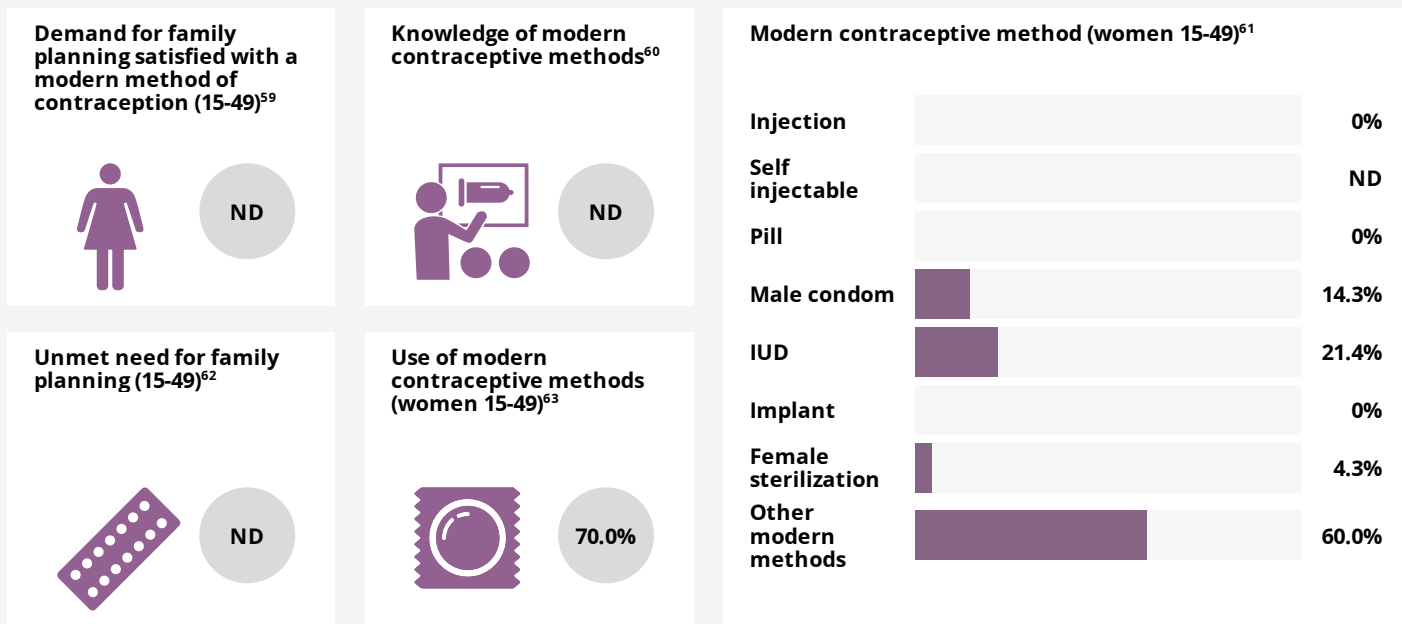 Demand for family
planning satisfied with a
modern method of
contraception (15-49)59
ND
Knowledge of modern
contraceptive methods60
ND
Unmet need for family
planning (15-49)62
ND
Use of modern
contraceptive methods
(women 15-49)63
70.0%
Modern contraceptive method (women 15-49)61
Injection 0%
Self
injectable ND
Pill 0%
Male condom 14.3%
IUD 21.4%
Implant 0%
Female
sterilization 4.3%
Other
modern
methods 60.0%